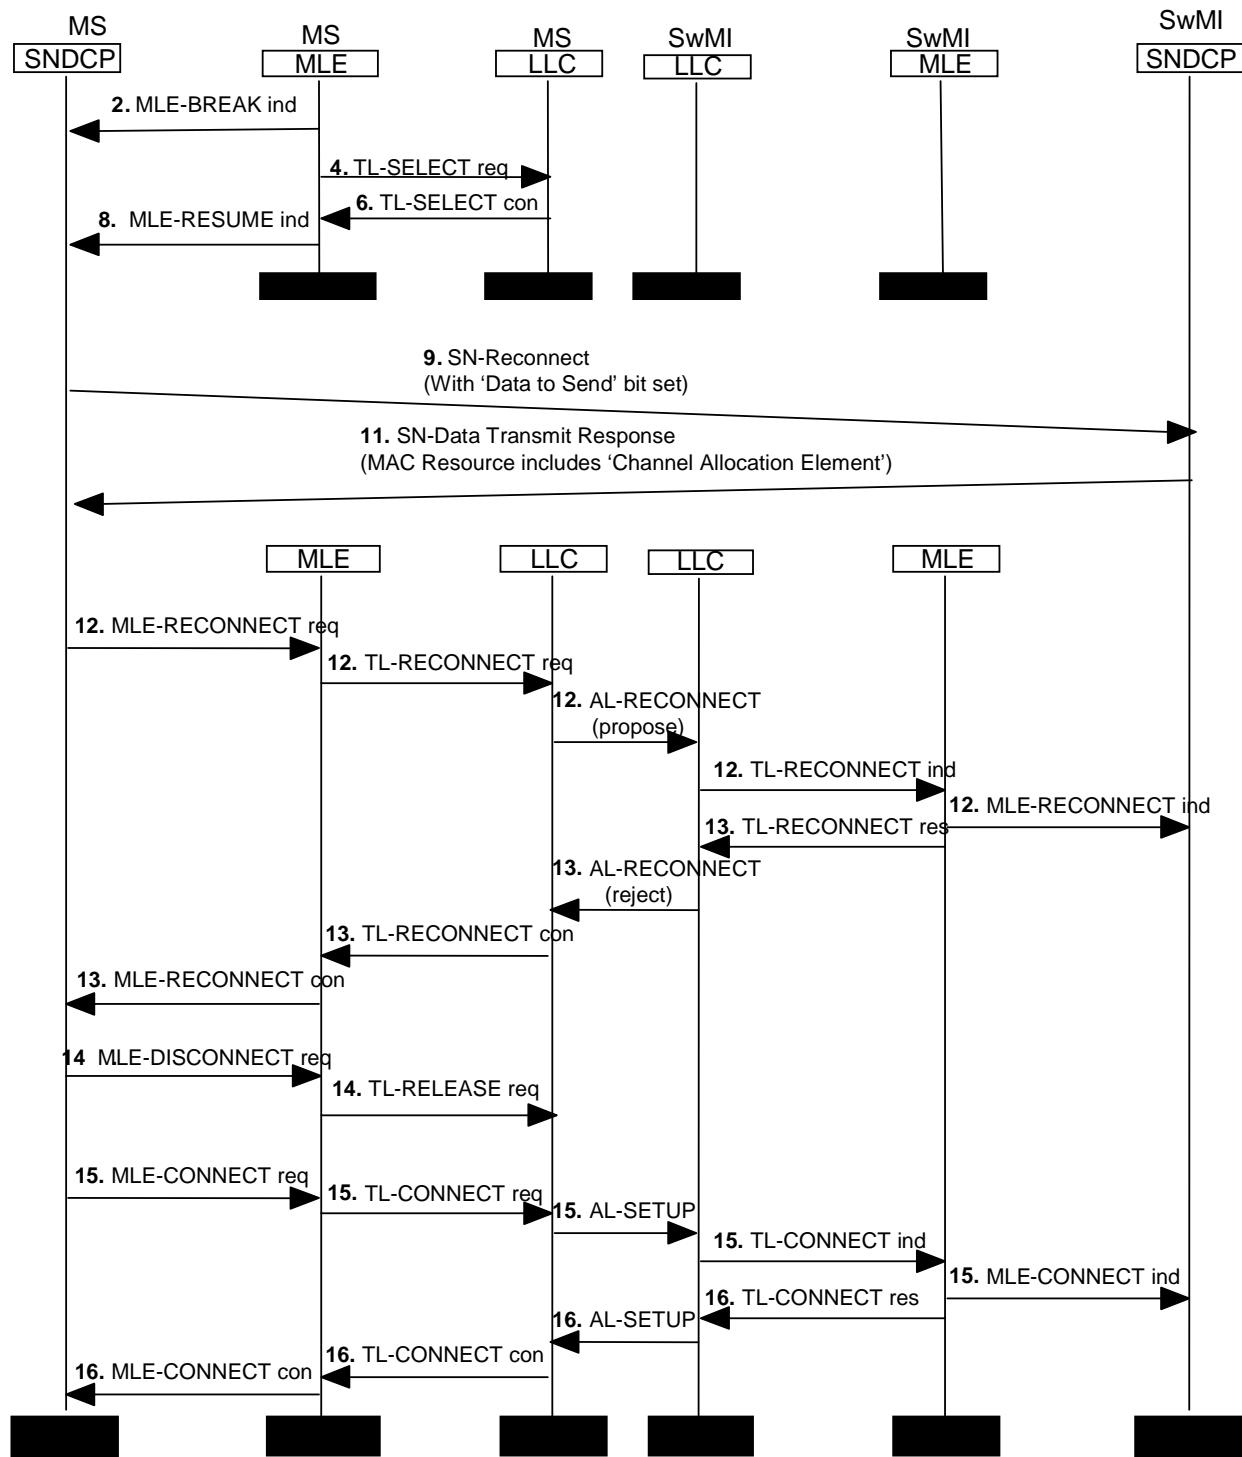 MS
MS
MS
SwMI
SwMI
SwMI
SNDCP
MLE
LLC
LLC
MLE
SNDCP
2. MLE-BREAK ind
4. TL-SELECT req
6. TL-SELECT con
8. MLE-RESUME ind
9. SN-Reconnect
(With ‘Data to Send’ bit set)
11. SN-Data Transmit Response
(MAC Resource includes ‘Channel Allocation Element’)
MLE
LLC
LLC
MLE
12. MLE-RECONNECT req
12. TL-RECONNECT req
12. AL-RECONNECT
(propose)
12. TL-RECONNECT ind
12. MLE-RECONNECT ind
13. TL-RECONNECT res
13. AL-RECONNECT
(reject)
13. TL-RECONNECT con
13. MLE-RECONNECT con
14 MLE-DISCONNECT req
14. TL-RELEASE req
15. MLE-CONNECT req
15. TL-CONNECT req
15. AL-SETUP
15. TL-CONNECT ind
15. MLE-CONNECT ind
16. TL-CONNECT res
16. AL-SETUP
16. TL-CONNECT con
16. MLE-CONNECT con